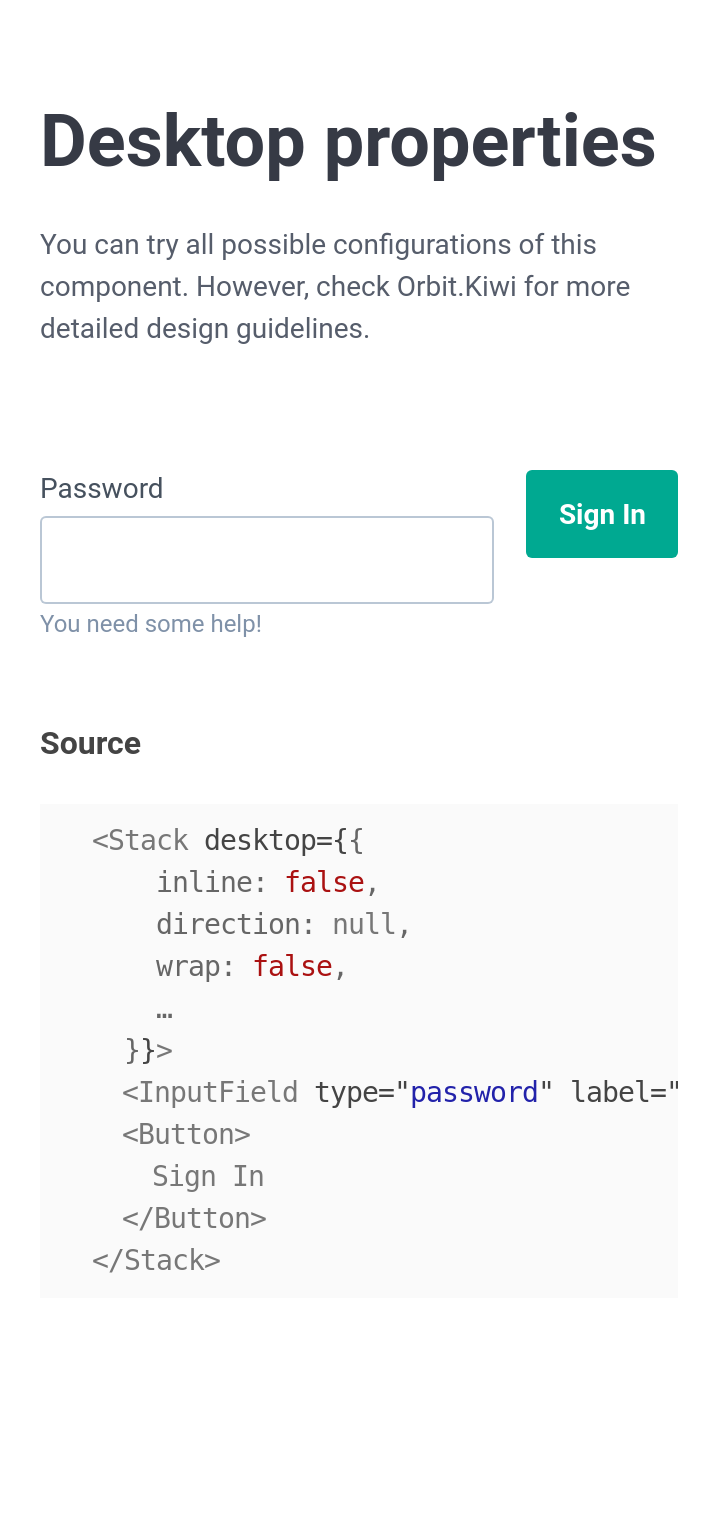 Desktop properties
You can try all possible configurations of this
component. However, check Orbit.Kiwi for more
detailed design guidelines.
Password
Sign In
You need some help!
Source
<Stack desktop={{
    inline: false,
    direction: null,
    wrap: false,
    …
  }}>
  <InputField type="password" label="
  <Button>
    Sign In
  </Button>
</Stack>